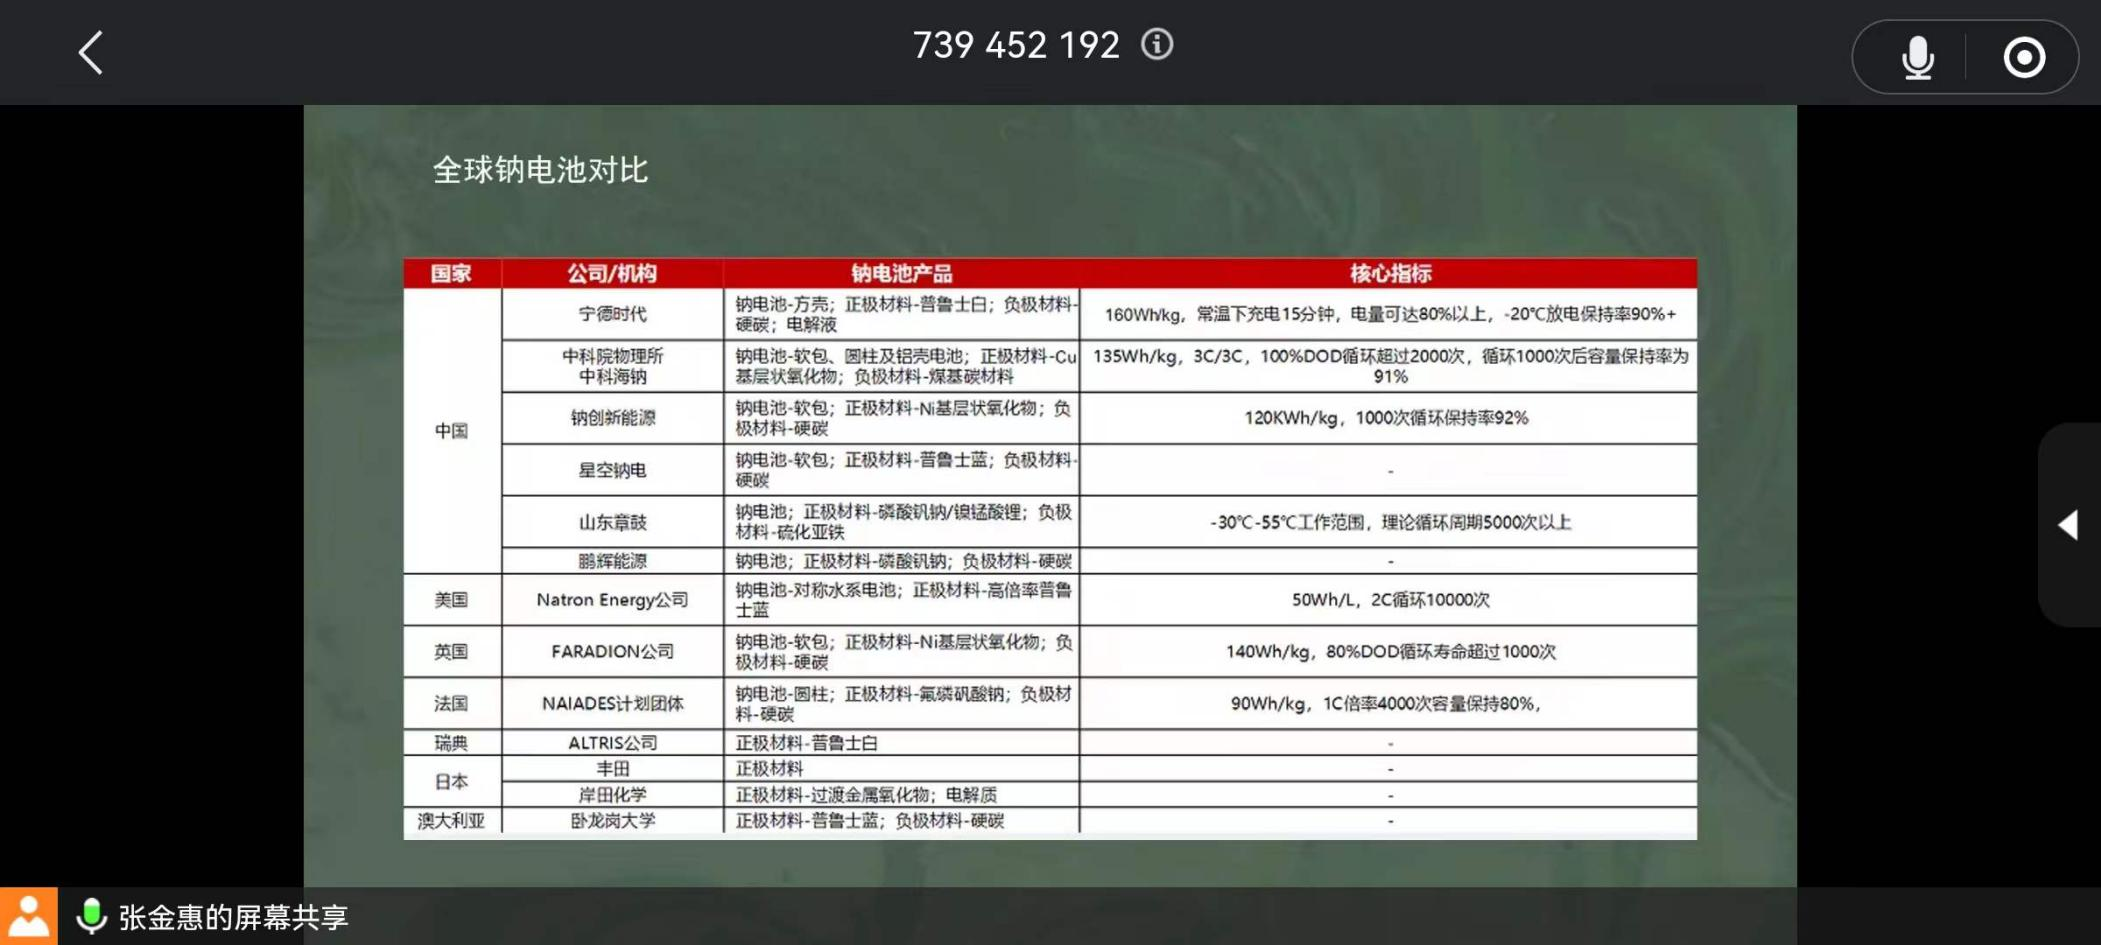 739 452 192
全球钠电池对比
国家 公司/机构 钠电池产品 核心指标
中国
宁德时代
钠电池-方壳；正极材料-普鲁士白；负极材料-
硬碳；电解液
160Wh/kg，常温下充电15分钟，电量可达80%以上，-20℃放电保持率90%+
中科院物理所
中科海钠
钠电池-软包、圆柱及铝壳电池；正极材料-Cu
基层状氧化物；负极材料-煤基碳材料
135Wh/kg，3C/3C，100%DOD循环超过2000次，循环1000次后容量保持率为
91%
钠创新能源
钠电池-软包；正极材料-Ni基层状氧化物；负
极材料-硬碳
120KWh/kg，1000次循环保持率92%
星空钠电
钠电池-软包；正极材料-普鲁士蓝；负极材料-
硬碳
-
山东章鼓
钠电池；正极材料-磷酸钒钠/镍锰酸锂；负极
材料-硫化亚铁
-30℃-55℃工作范围，理论循环周期5000次以上
鹏辉能源
钠电池；正极材料-磷酸钒钠；负极材料-硬碳
-
美国
Natron Energy公司
钠电池-对称水系电池；正极材料-高倍率普鲁
士蓝
50Wh/L，2C循环10000次
英国
FARADION公司
钠电池-软包；正极材料-Ni基层状氧化物；负
极材料-硬碳
140Wh/kg，80%DOD循环寿命超过1000次
法国
NAIADES计划团体
钠电池-圆柱；正极材料-氟磷矾酸钠；负极材
料-硬碳
90Wh/kg，1C倍率4000次容量保持80%，
瑞典
ALTRIS公司
正极材料-普鲁士白
-
日本
丰田
正极材料
-
岸田化学
正极材料-过渡金属氧化物；电解质
-
澳大利亚
卧龙岗大学
正极材料-普鲁士蓝；负极材料-硬碳
-
张金惠的屏幕共享